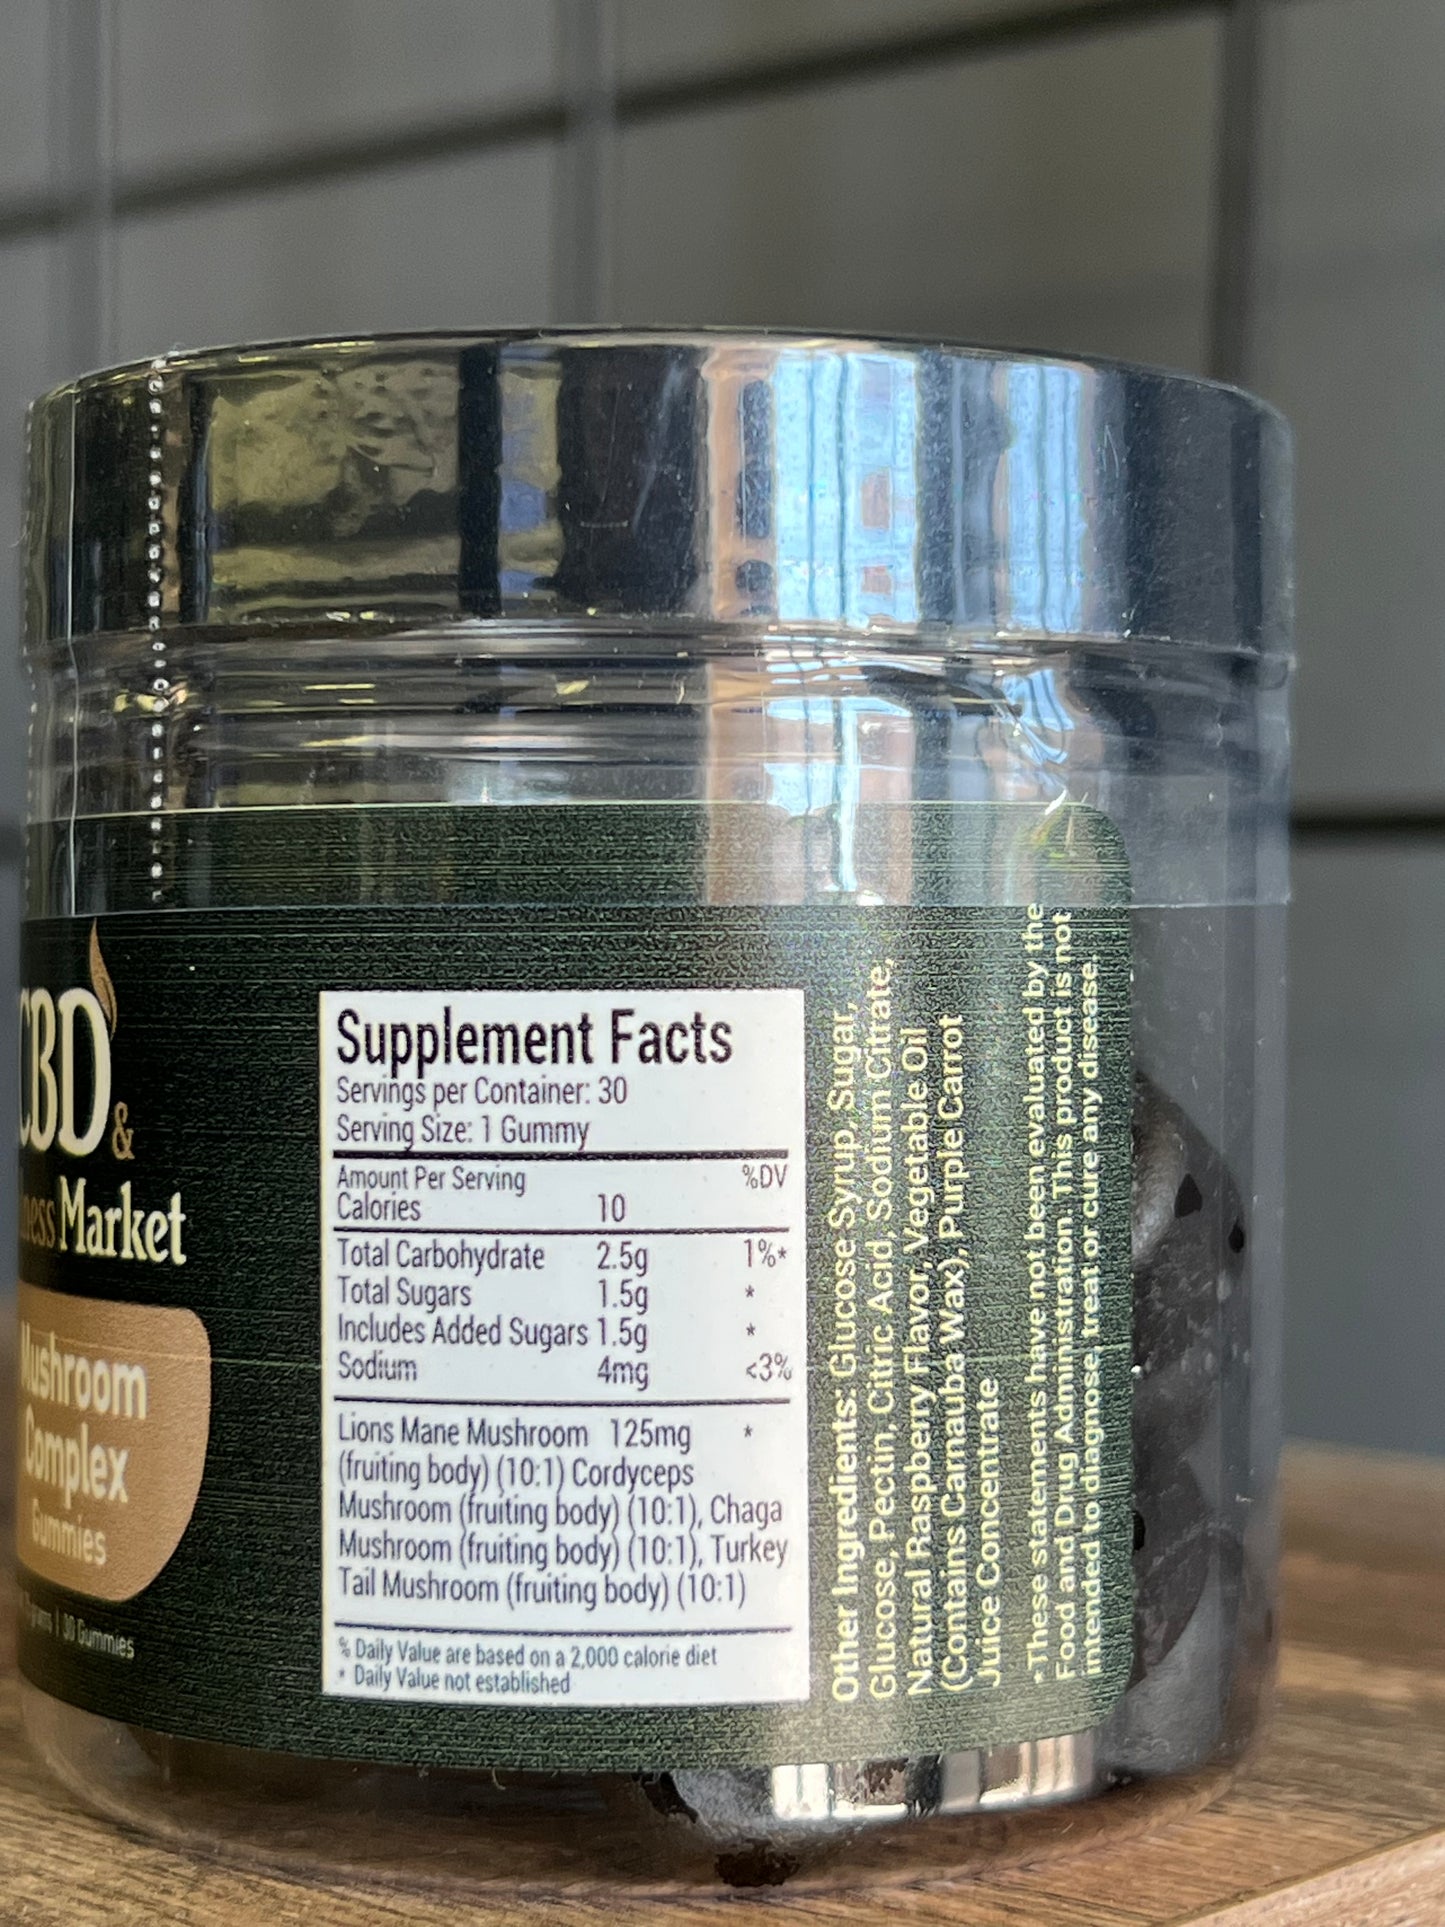 CBD
&
Market
Mushroom
Complex
Gummies
30 Gummies
Supplement Facts
Servings per Container: 30
Serving Size: 1 Gummy
Amount Per Serving %DV
Calories 10
Total Carbohydrate 2.5g 1%*
Total Sugars 1.5g *
Includes Added Sugars 1.5g *
Sodium 4mg <3%
Lions Mane Mushroom 125mg *
(fruiting body) (10:1) Cordyceps
Mushroom (fruiting body) (10:1), Chaga
Mushroom (fruiting body) (10:1), Turkey
Tail Mushroom (fruiting body) (10:1)
% Daily Value are based on a 2,000 calorie diet
* Daily Value not established
Other Ingredients: Glucose Syrup, Sugar,
Glucose, Pectin, Citric Acid, Sodium Citrate,
Natural Raspberry Flavor, Vegetable Oil
(Contains Carnauba Wax), Purple Carrot
Juice Concentrate
*These statements have not been evaluated by the
Food and Drug Administration. This product is not
intended to diagnose, treat or cure any disease.